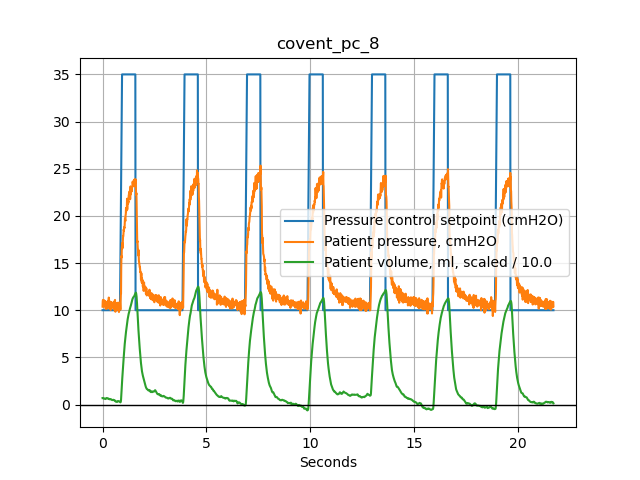 covent_pc_8
35
30
25
20
15
10
5
0
Pressure control setpoint (cmH2O)
Patient pressure, cmH2O
Patient volume, ml, scaled / 10.0
0 5 10 15 20
Seconds